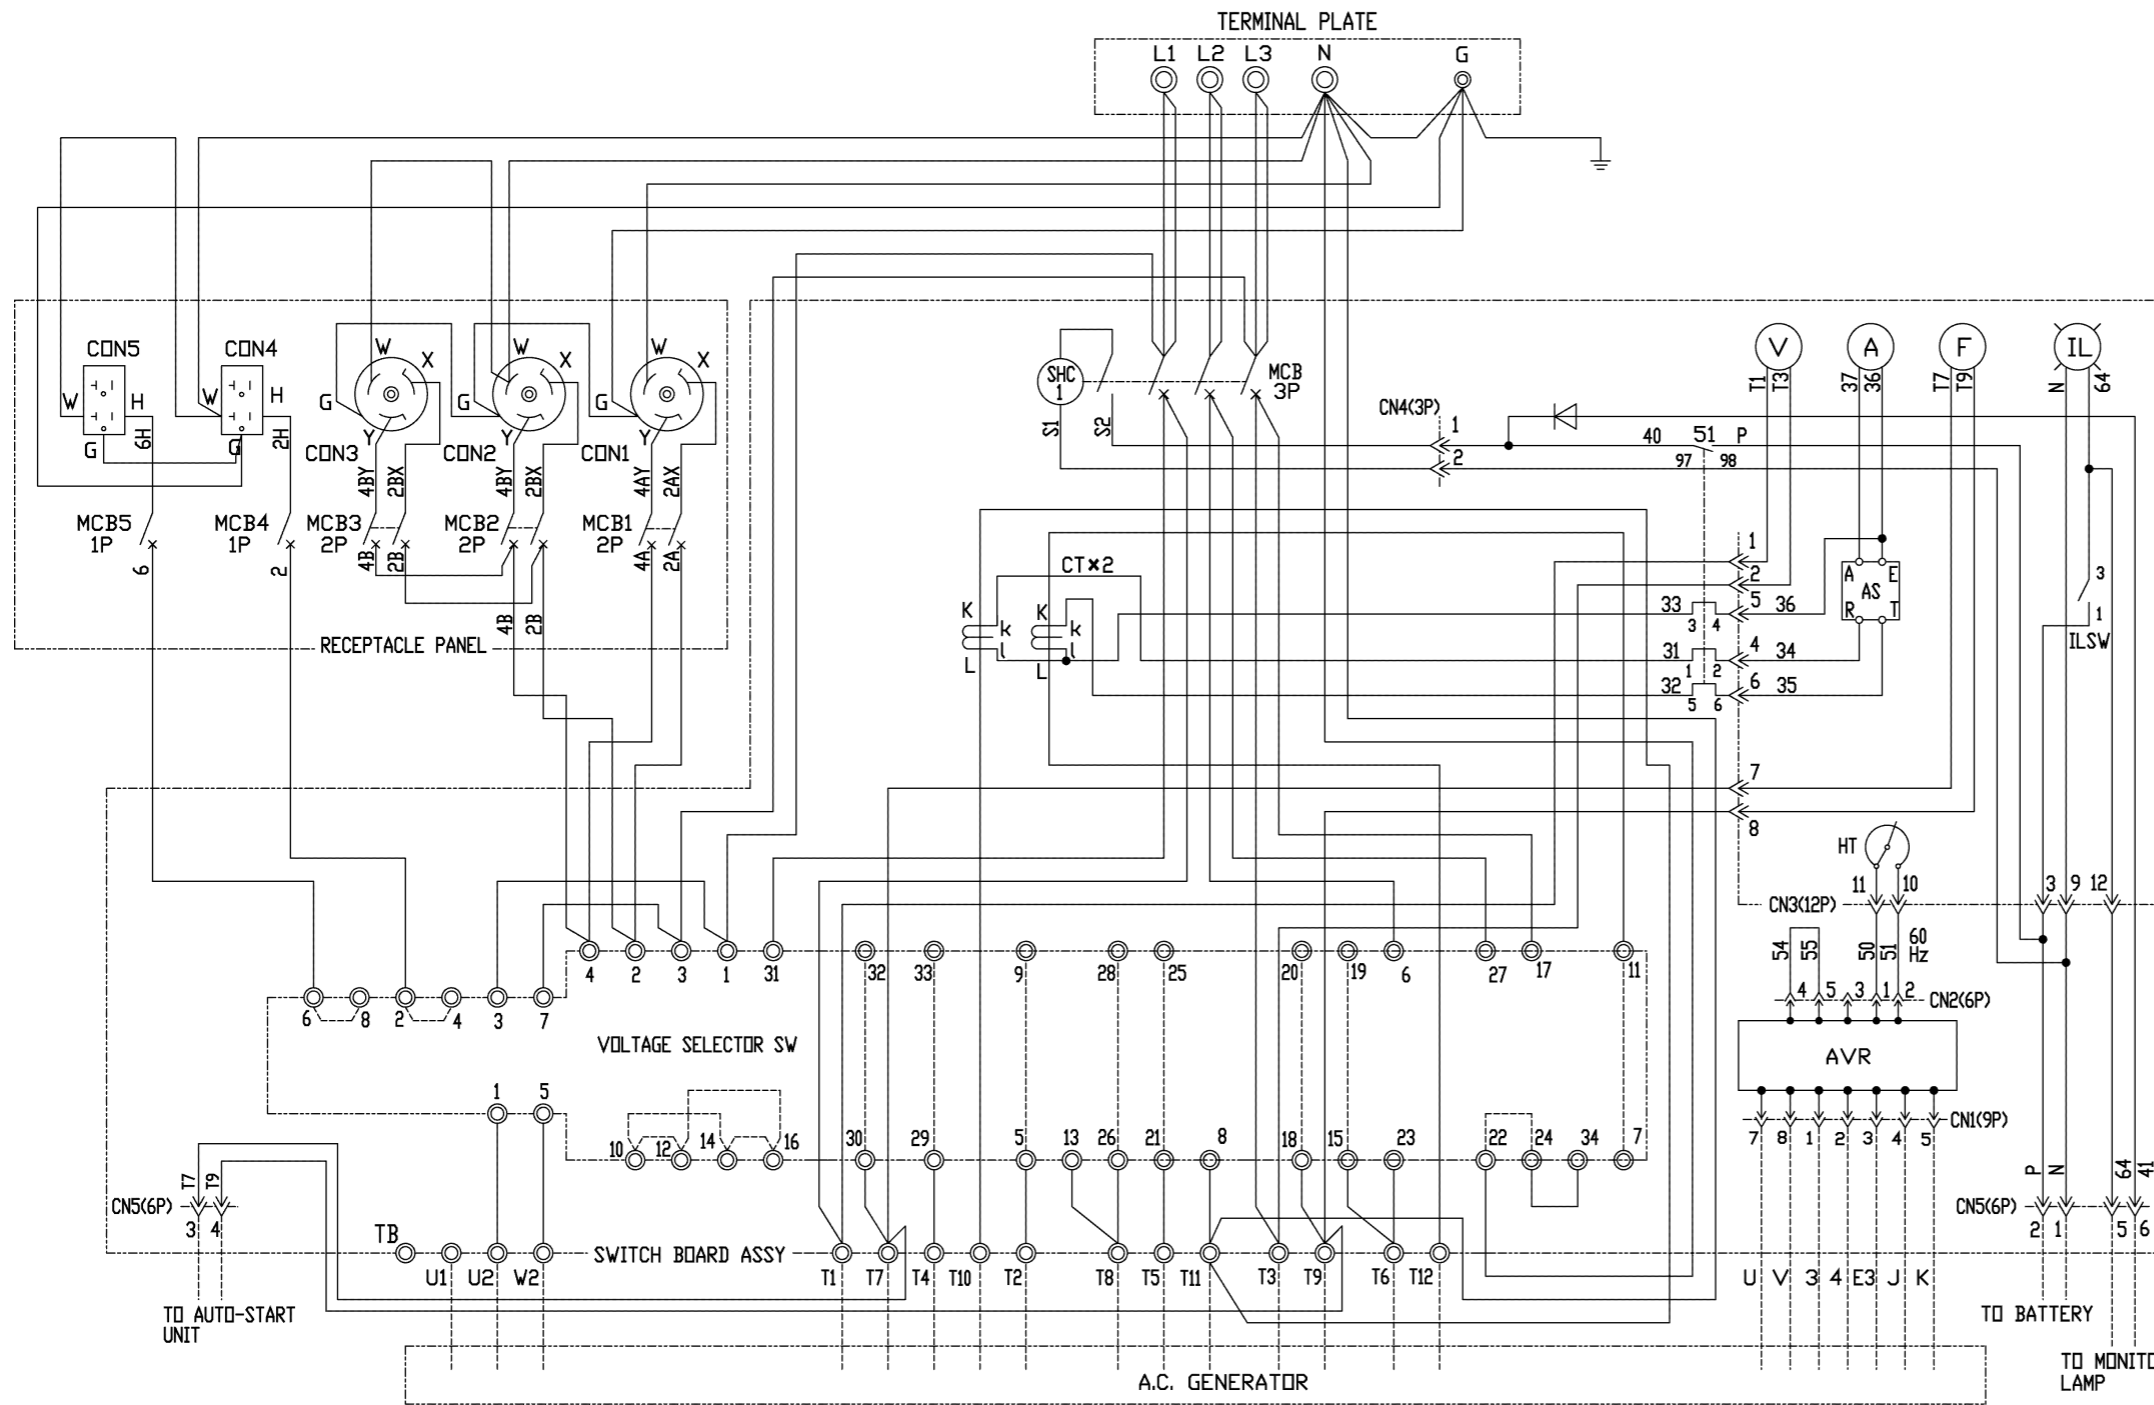 TERMINAL PLATE
L1 L2 L3 N G
CON5 CON4
W H W H
G G
6H 2H
W X W X W X
G G G
Y Y Y
CON3 CON2 CON1
4BY 2BX 4BY 2BX 4AY 2AX
MCB5 1P
MCB4 1P
MCB3 2P
MCB2 2P
MCB1 2P
6 2 4B 2B 4A 2A
4B 2B
RECEPTACLE PANEL
SHC 1
S1 S2
MCB 3P
CN4(3P)
1
2
40 51 P
97 98
V A F IL
T1 T3 37 36 T7 T9 N 64
CT×2
K k K k
L l L l
33 3 4 5 36
31 1 2 4 34
32 5 6 6 35
1
2
A E
AS
R T
3
1
ILSW
7
8
HT
11 10
3 9 12
CN3(12P)
54 55 50 51 60 Hz
4 5 3 1 2
CN2(6P)
AVR
CN1(9P)
7 8 1 2 3 4 5
4 2 3 1 31 32 33 9 28 25 20 19 6 27 17 11
6 8 2 4 3 7
VOLTAGE SELECTOR SW
1 5
10 12 14 16 30 29 5 13 26 21 8 18 15 23 22 24 34 7
T7 T9
CN5(6P)
3 4
TO AUTO-START
UNIT
TB
U1 U2 W2
SWITCH BOARD ASSY
T1 T7 T4 T10 T2 T8 T5 T11 T3 T9 T6 T12
U V 3 4 E3 J K
P N 64 41
CN5(6P)
2 1 5 6
TO BATTERY
TO MONITO
LAMP
A.C. GENERATOR